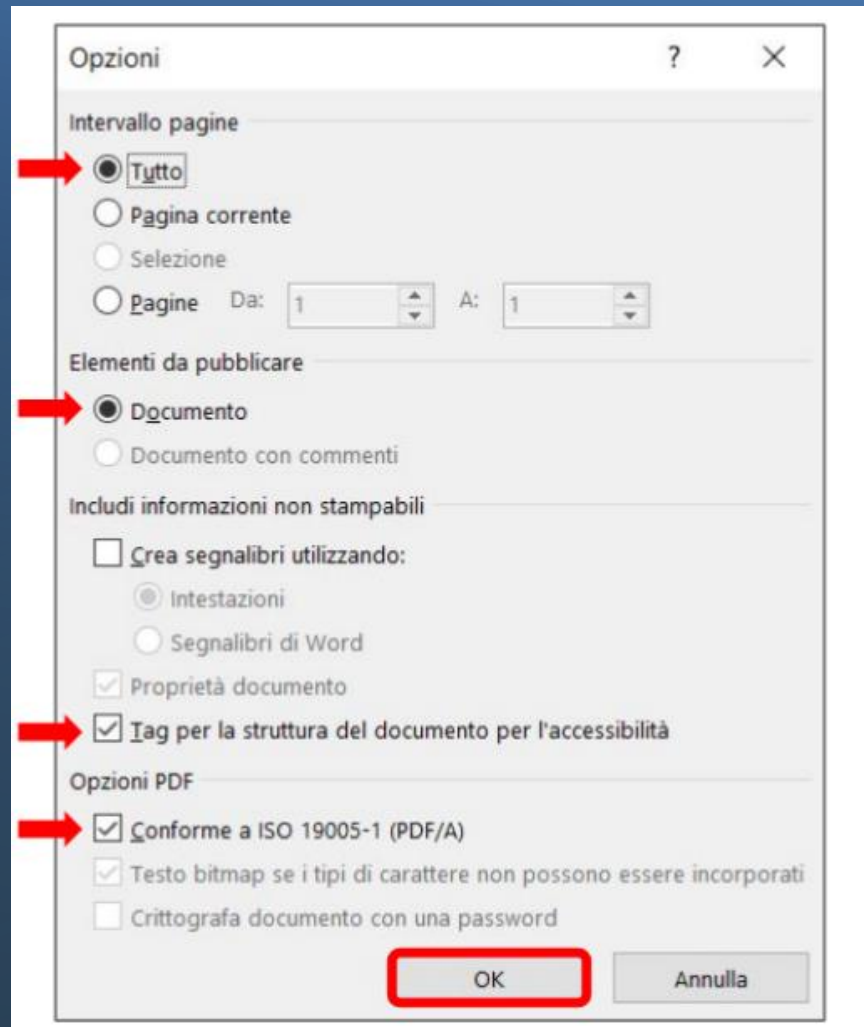 Opzioni ?
Intervallo pagine
Tutto
Pagina corrente
Selezione
Pagine Da: 1 A: 1
Elementi da pubblicare
Documento
Documento con commenti
Includi informazioni non stampabili
Crea segnalibri utilizzando:
Intestazioni
Segnalibri di Word
Proprietà documento
Tag per la struttura del documento per l'accessibilità
Opzioni PDF
Conforme a ISO 19005-1 (PDF/A)
Testo bitmap se i tipi di carattere non possono essere incorporati
Crittografa documento con una password
OK Annulla